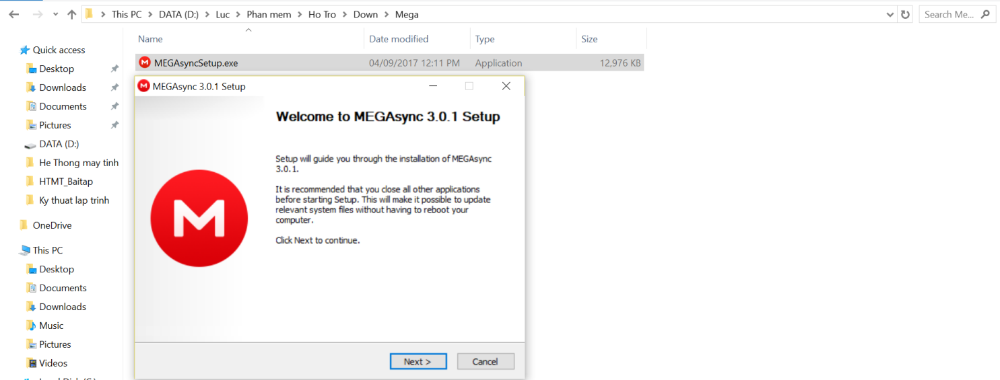 This PC > DATA (D:) > Luc > Phan mem > Ho Tro > Down > Mega
Search Me...
Name Date modified Type Size
MEGAsyncSetup.exe 04/09/2017 12:11 PM Application 12,976 KB
Quick access
Desktop
Downloads
Documents
Pictures
DATA (D:)
He Thong may tinh
HTMT_Baitap
Ky thuat lap trinh
OneDrive
This PC
Desktop
Documents
Downloads
Music
Pictures
Videos
M MEGAsync 3.0.1 Setup
Welcome to MEGAsync 3.0.1 Setup
Setup will guide you through the installation of MEGAsync
3.0.1.
It is recommended that you close all other applications
before starting Setup. This will make it possible to update
relevant system files without having to reboot your
computer.
Click Next to continue.
M
Next >
Cancel